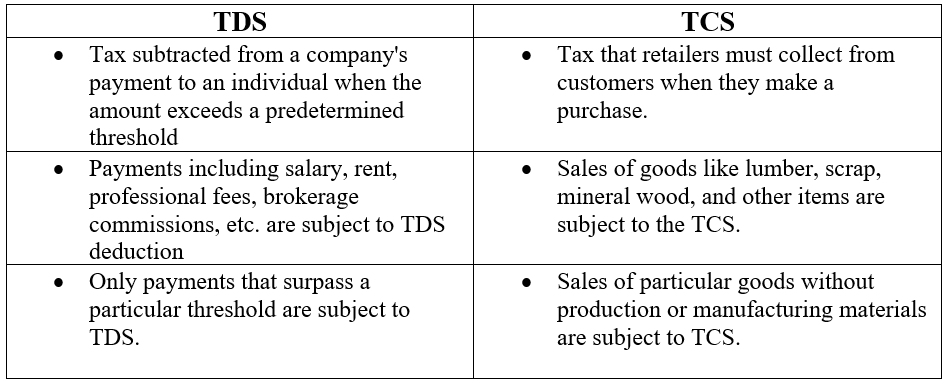 TDS
TCS
• Tax subtracted from a company's
payment to an individual when the
amount exceeds a predetermined
threshold
• Tax that retailers must collect from
customers when they make a
purchase.
• Payments including salary, rent,
professional fees, brokerage
commissions, etc. are subject to TDS
deduction
• Sales of goods like lumber, scrap,
mineral wood, and other items are
subject to the TCS.
• Only payments that surpass a
particular threshold are subject to
TDS.
• Sales of particular goods without
production or manufacturing materials
are subject to TCS.